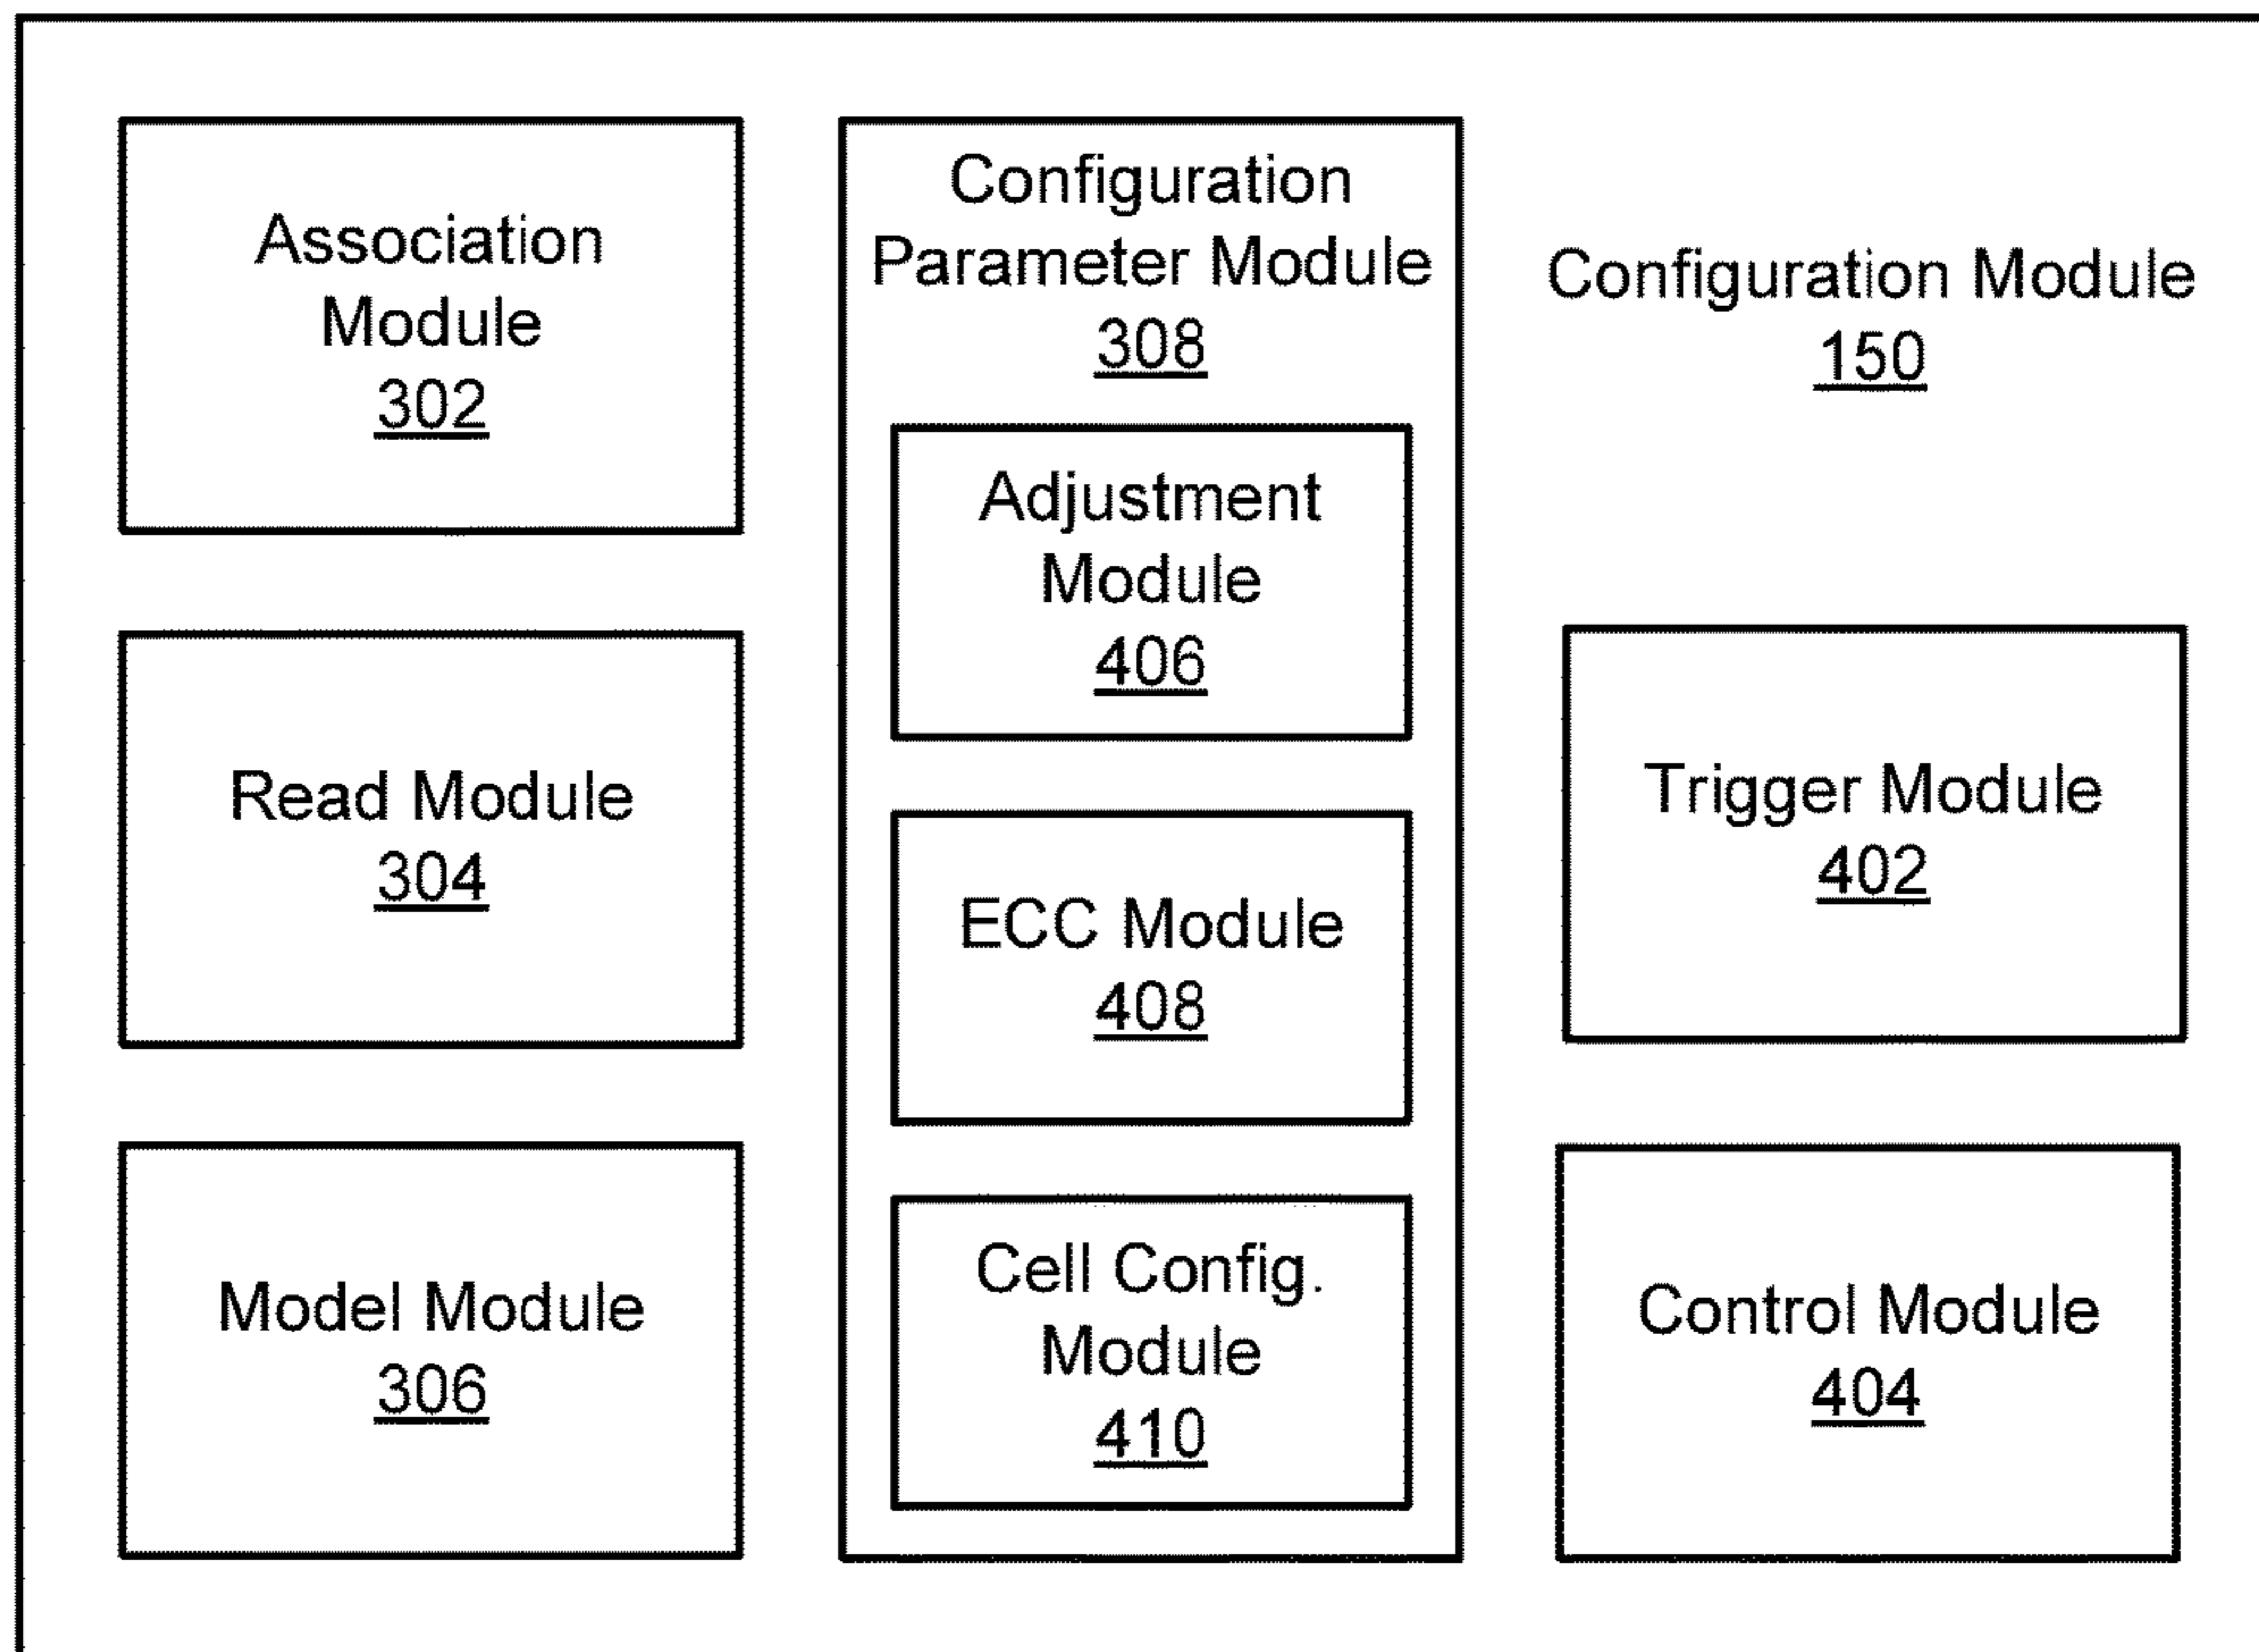 Association
Module
302
Read Module
304
Model Module
306
Configuration
Parameter Module
308
Adjustment
Module
406
ECC Module
408
Cell Config.
Module
410
Configuration Module
150
Trigger Module
402
Control Module
404